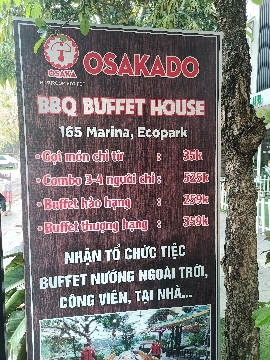 OSAKA
OSAKADO
BBQ BUFFET HOUSE
165 Marina, Ecopark
• Gọi món chỉ từ : 35k
• Combo 3-4 người chỉ : 525k
• Buffet hảo hạng : 259k
• Buffet thượng hạng : 359k
NHẬN TỔ CHỨC TIỆC
BUFFET NƯỚNG NGOÀI TRỜI,
CÔNG VIÊN, TẠI NHÀ...